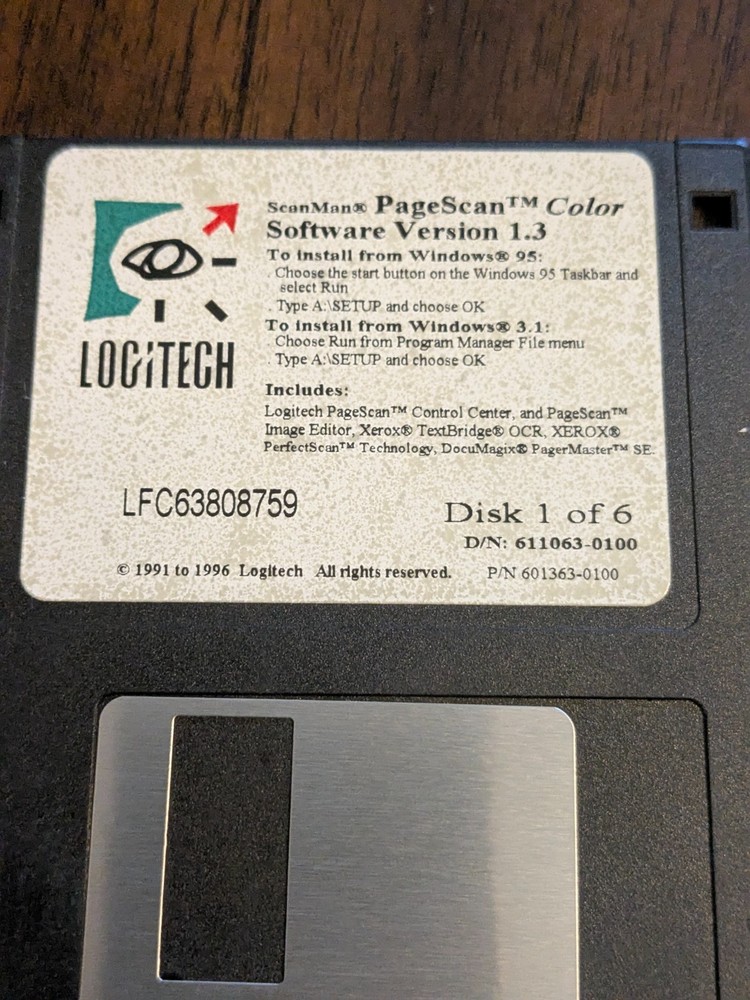 LOGITECH
ScanMan® PageScan™ Color
Software Version 1.3
To install from Windows® 95:
. Choose the start button on the Windows 95 Taskbar and
select Run
. Type A:\SETUP and choose OK
To install from Windows® 3.1:
. Choose Run from Program Manager File menu
. Type A:\SETUP and choose OK
Includes:
Logitech PageScan™ Control Center, and PageScan™
Image Editor, Xerox® TextBridge® OCR, XEROX®
PerfectScan™ Technology, DocuMagix® PagerMaster™ SE.
LFC63808759
Disk 1 of 6
D/N: 611063-0100
© 1991 to 1996 Logitech All rights reserved. P/N 601363-0100